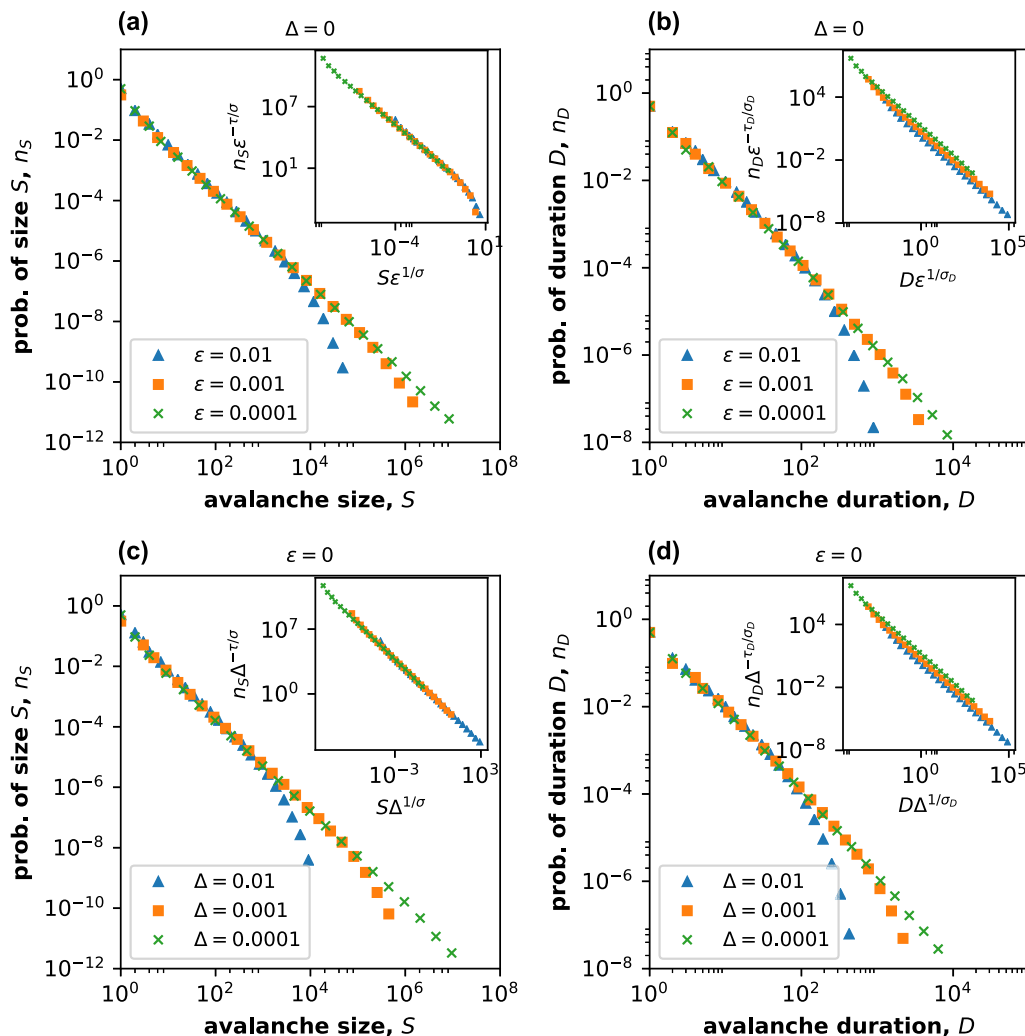 (a)
Δ = 0
prob. of size S, n_S
10^0
10^-2
10^-4
10^-6
10^-8
10^-10
10^-12
n_S ε^{-τ/σ}
10^7
10^1
10^-4
10^1
Sε^{1/σ}
ε = 0.01
ε = 0.001
ε = 0.0001
10^0
10^2
10^4
10^6
10^8
avalanche size, S
(b)
Δ = 0
prob. of duration D, n_D
10^0
10^-2
10^-4
10^-6
10^-8
n_D ε^{-τ_D/σ_D}
10^4
10^-2
10^-8
10^0
10^5
Dε^{1/σ_D}
ε = 0.01
ε = 0.001
ε = 0.0001
10^0
10^2
10^4
avalanche duration, D
(c)
ε = 0
prob. of size S, n_S
10^0
10^-2
10^-4
10^-6
10^-8
10^-10
10^-12
n_S Δ^{-τ/σ}
10^7
10^0
10^-3
10^3
SΔ^{1/σ}
Δ = 0.01
Δ = 0.001
Δ = 0.0001
10^0
10^2
10^4
10^6
10^8
avalanche size, S
(d)
ε = 0
prob. of duration D, n_D
10^0
10^-2
10^-4
10^-6
10^-8
n_D Δ^{-τ_D/σ_D}
10^4
10^-2
10^-8
10^0
10^5
DΔ^{1/σ_D}
Δ = 0.01
Δ = 0.001
Δ = 0.0001
10^0
10^2
10^4
avalanche duration, D